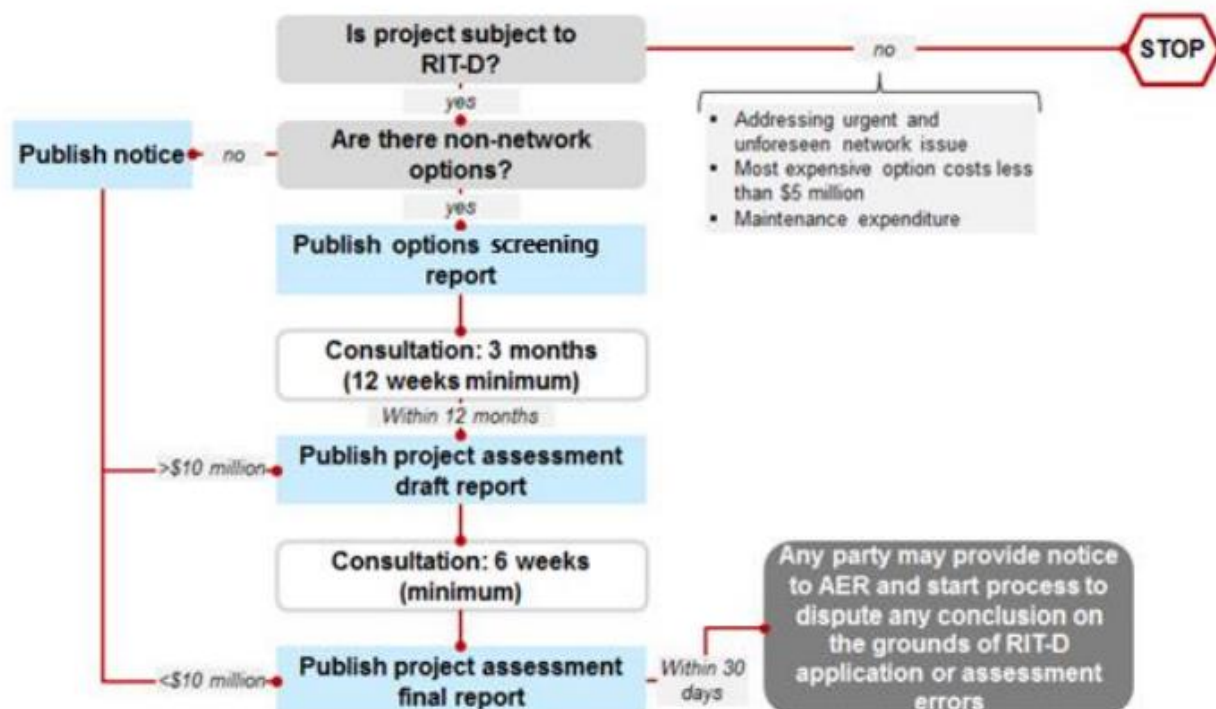 Is project subject to
RIT-D?
no
STOP
yes
▪ Addressing urgent and
unforeseen network issue
▪ Most expensive option costs less
than $5 million
▪ Maintenance expenditure
Publish notice
no
Are there non-network
options?
yes
Publish options screening
report
Consultation: 3 months
(12 weeks minimum)
Within 12 months
>$10 million
Publish project assessment
draft report
Consultation: 6 weeks
(minimum)
<$10 million
Publish project assessment
final report
Within 30
days
Any party may provide notice
to AER and start process to
dispute any conclusion on
the grounds of RIT-D
application or assessment
errors